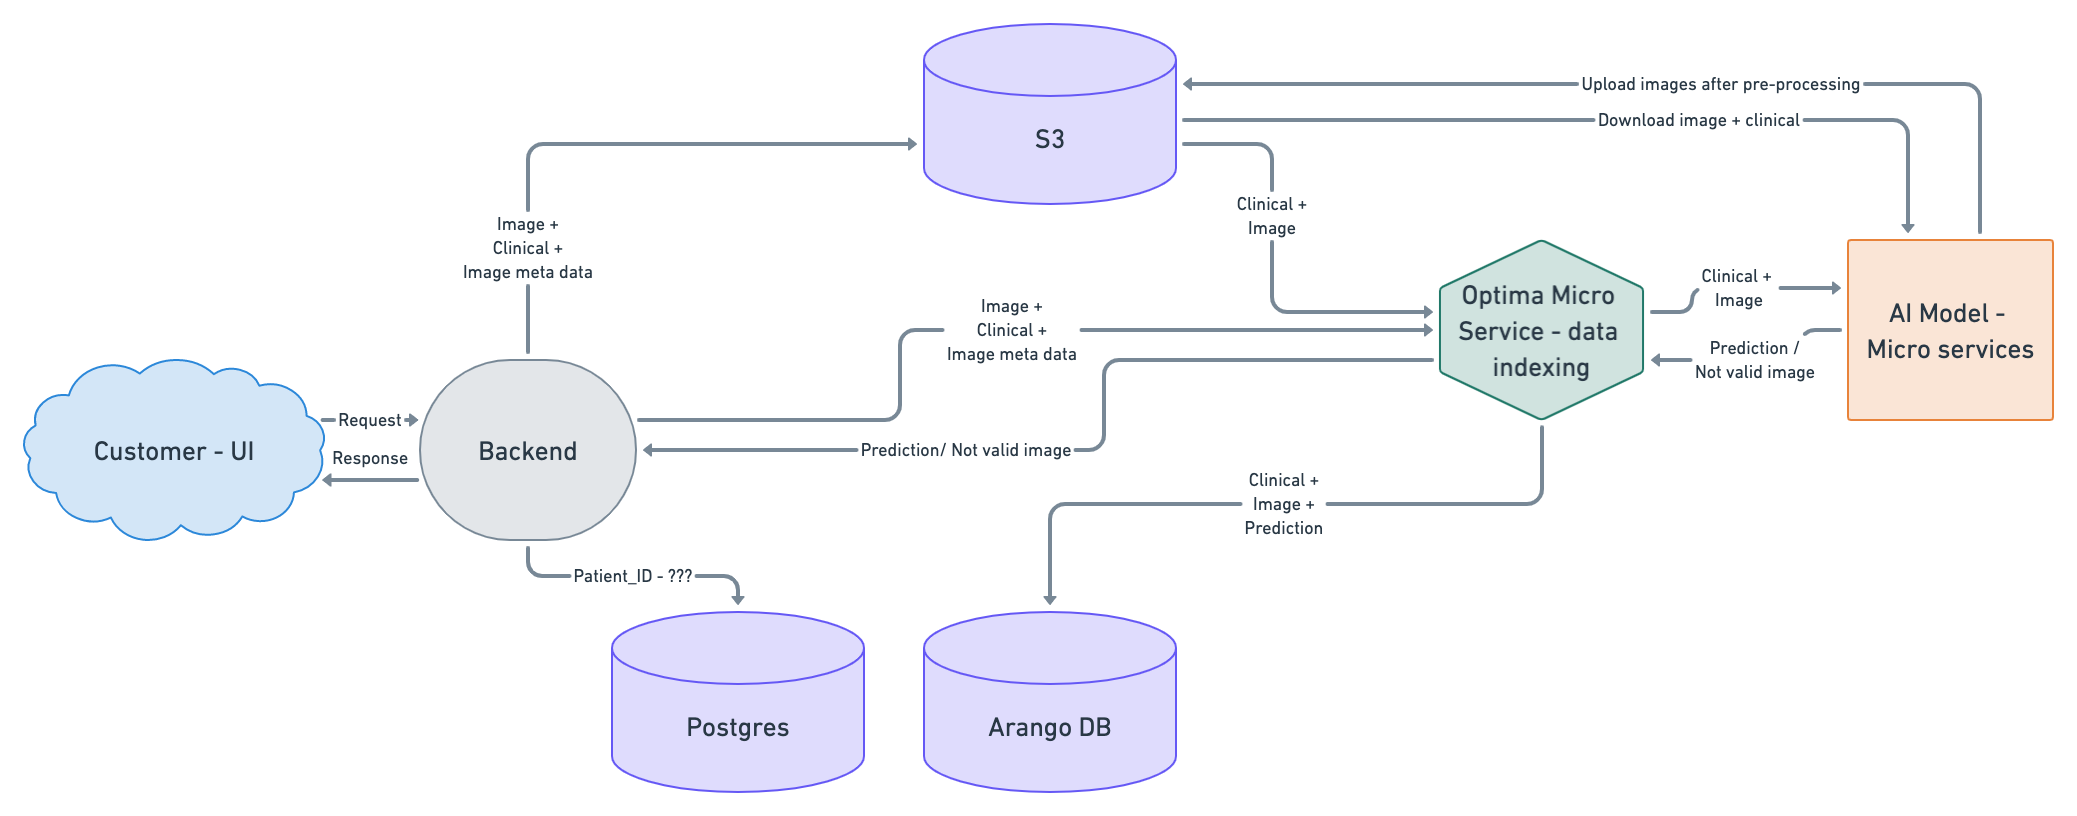 S3
Upload images after pre-processing
Download image + clinical
Image +
Clinical +
Image meta data
Clinical +
Image
Image +
Clinical +
Image meta data
Optima Micro
Service - data
indexing
Clinical +
Image
AI Model -
Micro services
Prediction /
Not valid image
Customer - UI
Request
Response
Backend
Prediction/ Not valid image
Clinical +
Image +
Prediction
Patient_ID - ???
Postgres
Arango DB